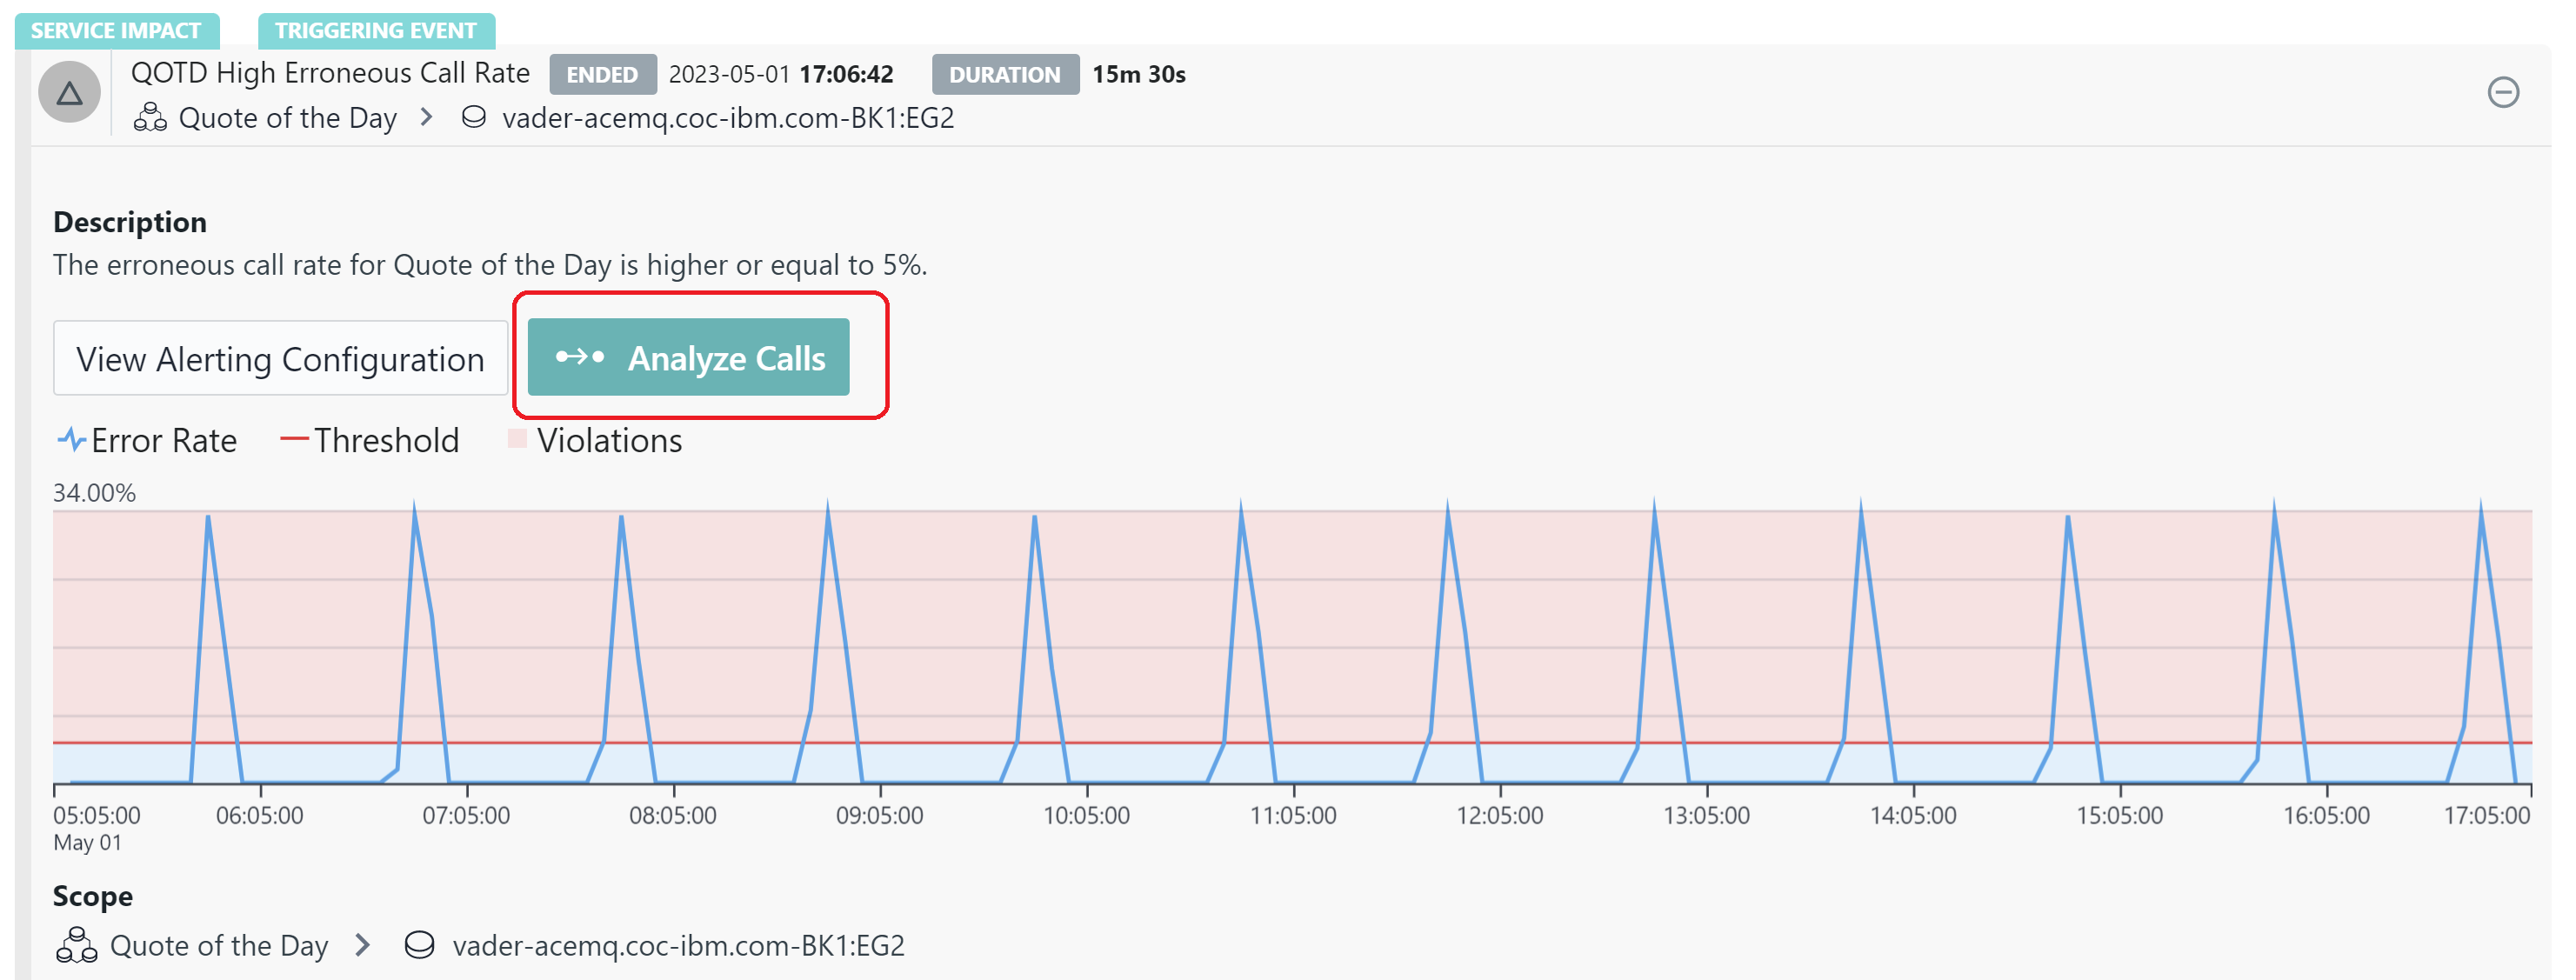 SERVICE IMPACT TRIGGERING EVENT
QOTD High Erroneous Call Rate ENDED 2023-05-01 17:06:42 DURATION 15m 30s
Quote of the Day > vader-acemq.coc-ibm.com-BK1:EG2
Description
The erroneous call rate for Quote of the Day is higher or equal to 5%.
View Alerting Configuration Analyze Calls
Error Rate Threshold Violations
34.00%
05:05:00 06:05:00 07:05:00 08:05:00 09:05:00 10:05:00 11:05:00 12:05:00 13:05:00 14:05:00 15:05:00 16:05:00 17:05:00
May 01
Scope
Quote of the Day > vader-acemq.coc-ibm.com-BK1:EG2